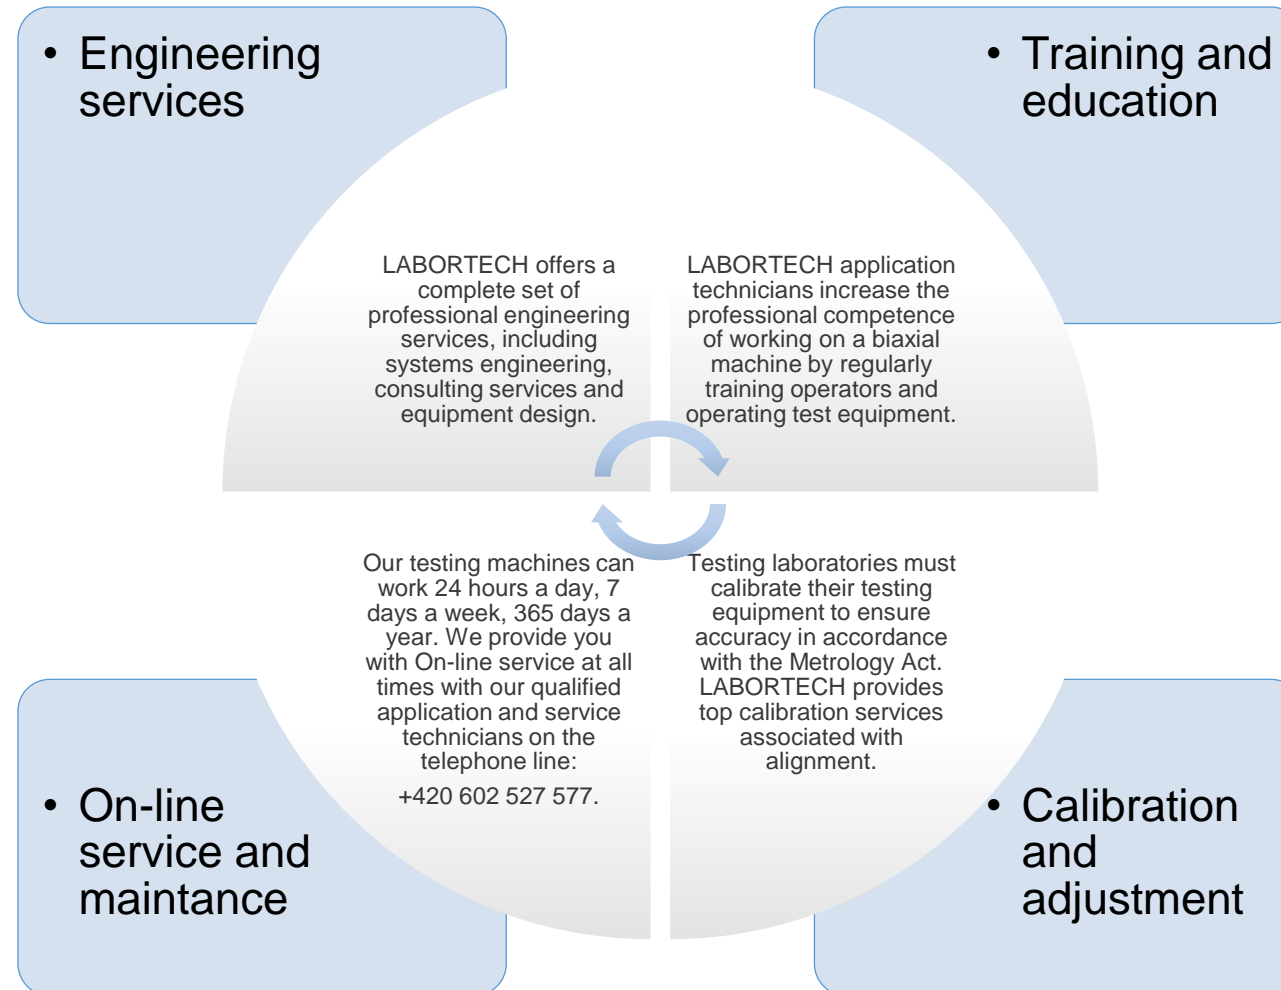 • Engineering
services
• Training and
education
LABORTECH offers a
complete set of
professional engineering
services, including
systems engineering,
consulting services and
equipment design.
LABORTECH application
technicians increase the
professional competence
of working on a biaxial
machine by regularly
training operators and
operating test equipment.
Our testing machines can
work 24 hours a day, 7
days a week, 365 days a
year. We provide you
with On-line service at all
times with our qualified
application and service
technicians on the
telephone line:
+420 602 527 577.
Testing laboratories must
calibrate their testing
equipment to ensure
accuracy in accordance
with the Metrology Act.
LABORTECH provides
top calibration services
associated with
alignment.
• On-line
service and
maintance
• Calibration
and
adjustment